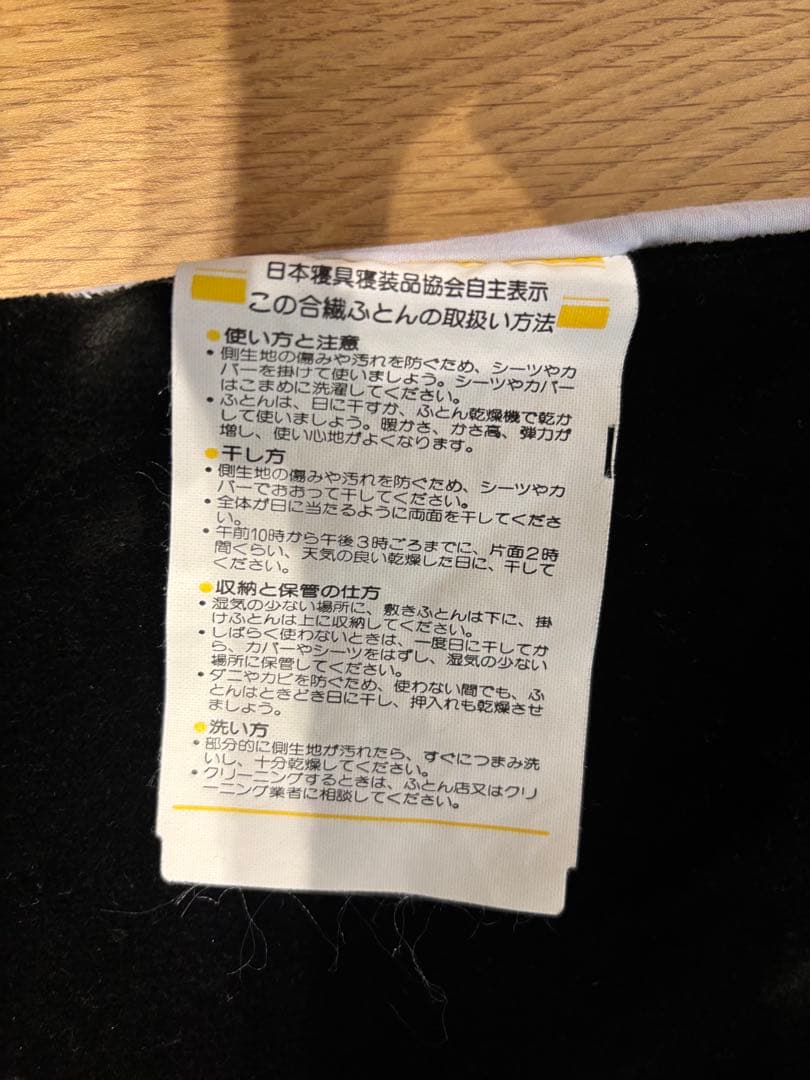 日本寝具寝装品協会自主表示
この合繊ふとんの取扱い方法
●使い方と注意
・側生地の傷みや汚れを防ぐため、シーツやカ
バーを掛けて使いましょう。シーツやカバー
はこまめに洗濯してください。
・ふとんは、日に干すか、ふとん乾燥機で乾か
して使いましょう。暖かさ、かさ高、弾力が
増し、使い心地がよくなります。
●干し方
・側生地の傷みや汚れを防ぐため、シーツやカ
バーでおおって干してください。
・全体が日に当たるように両面を干してくださ
い。
・午前10時から午後3時ごろまでに、片面2時
間くらい、天気の良い乾燥した日に、干して
ください。
●収納と保管の仕方
・湿気の少ない場所に、敷きふとんは下に、掛
けふとんは上に収納してください。
・しばらく使わないときは、一度日に干してか
ら、カバーやシーツをはずし、湿気の少ない
場所に保管してください。
・ダニやカビを防ぐため、使わない間でも、ふ
とんはときどき日に干し、押入れも乾燥させ
ましょう。
●洗い方
・部分的に側生地が汚れたら、すぐにつまみ洗
いし、十分乾燥してください。
・クリーニングするときは、ふとん店又はクリ
ーニング業者に相談してください。